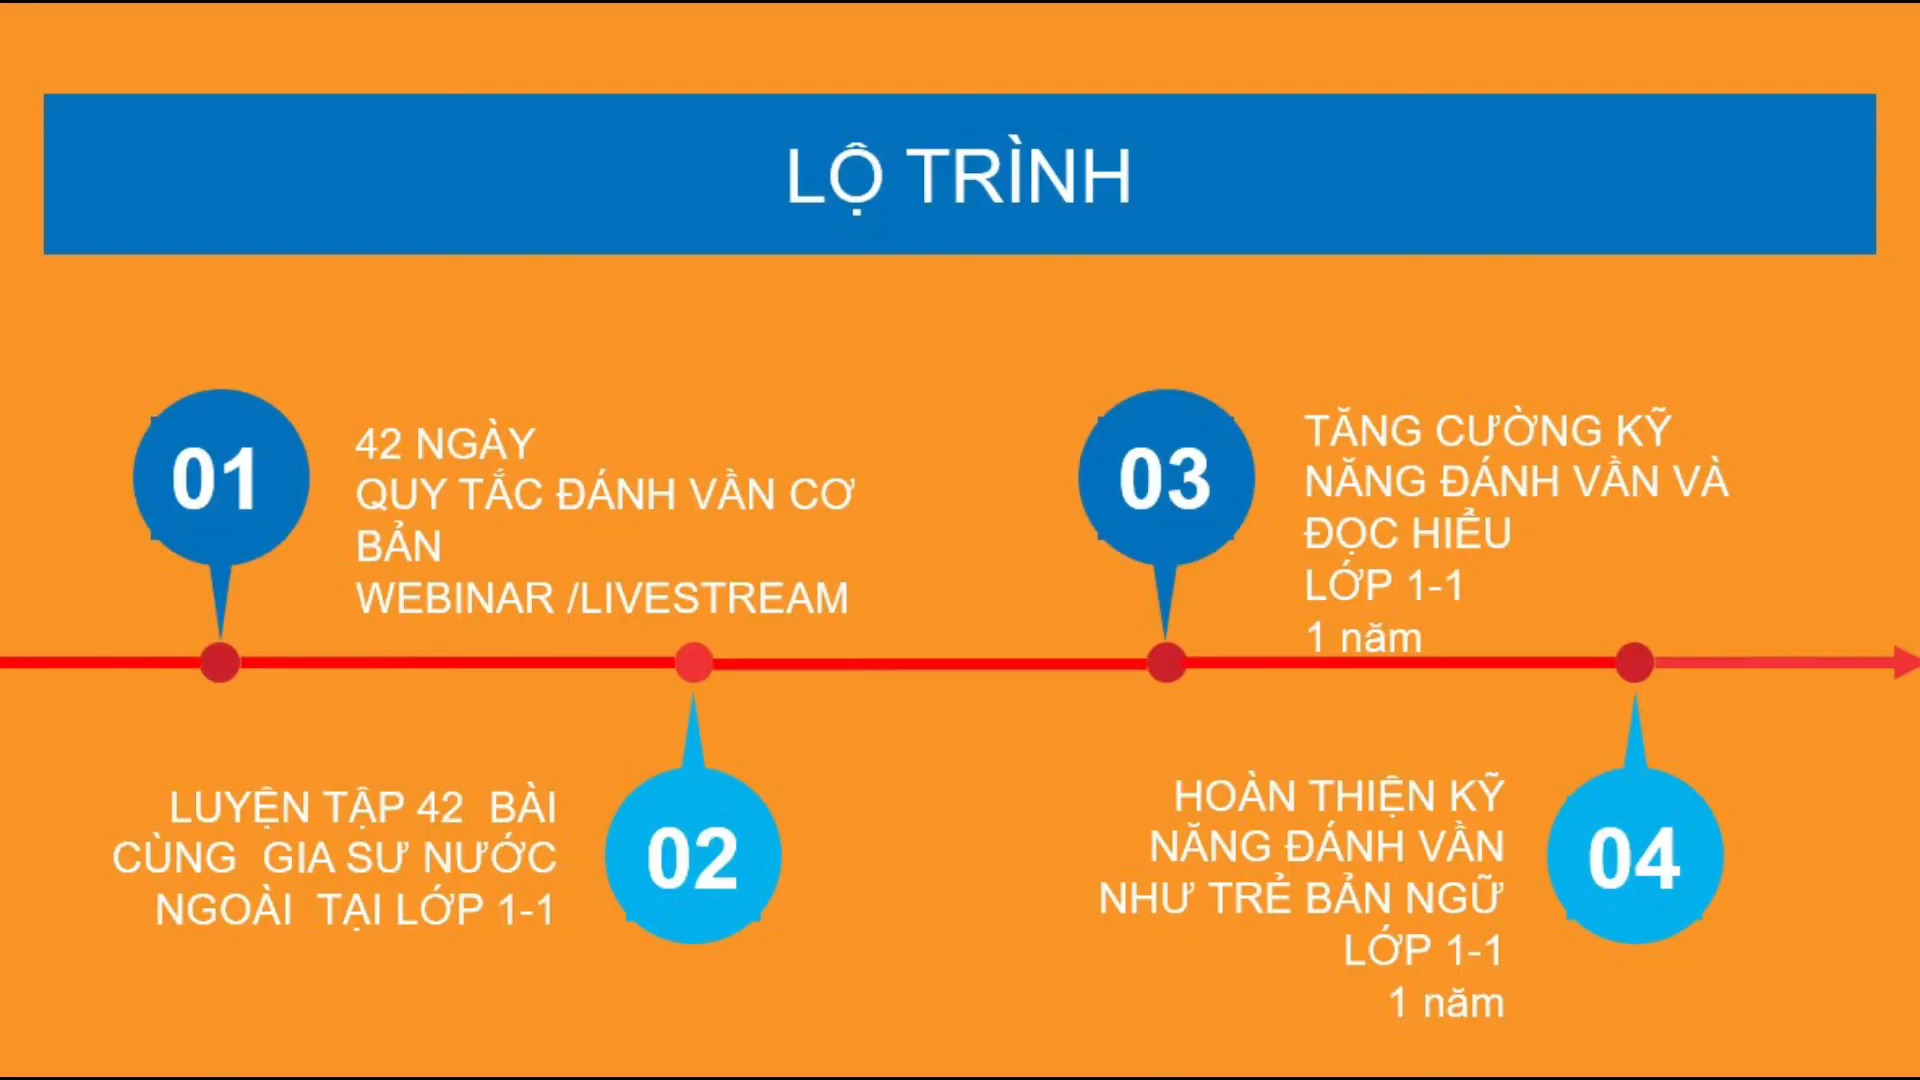 LỘ TRÌNH
01
42 NGÀY
QUY TẮC ĐÁNH VẦN CƠ
BẢN
WEBINAR /LIVESTREAM
02
LUYỆN TẬP 42 BÀI
CÙNG GIA SƯ NƯỚC
NGOÀI TẠI LỚP 1-1
03
TĂNG CƯỜNG KỸ
NĂNG ĐÁNH VẦN VÀ
ĐỌC HIỂU
LỚP 1-1
1 năm
04
HOÀN THIỆN KỸ
NĂNG ĐÁNH VẦN
NHƯ TRẺ BẢN NGỮ
LỚP 1-1
1 năm